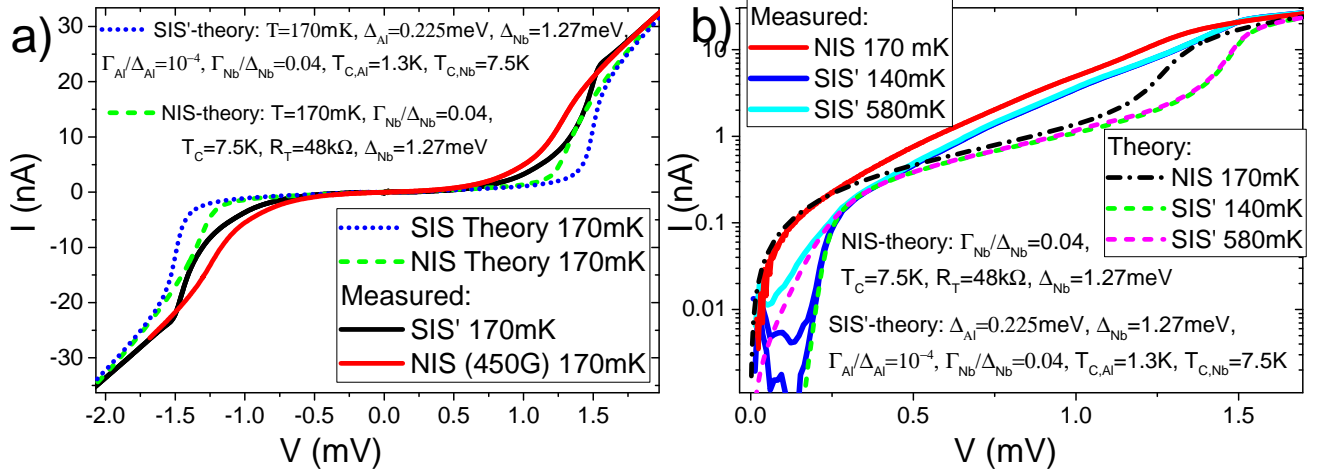 a)
SIS'-theory: T=170mK, Δ_Al=0.225meV, Δ_Nb=1.27meV,
Γ_Al/Δ_Al=10⁻⁴, Γ_Nb/Δ_Nb=0.04, T_C,Al=1.3K, T_C,Nb=7.5K
NIS-theory: T=170mK, Γ_Nb/Δ_Nb=0.04,
T_C=7.5K, R_T=48kΩ, Δ_Nb=1.27meV
30
20
10
0
-10
-20
-30
I (nA)
SIS Theory 170mK
NIS Theory 170mK
Measured:
SIS' 170mK
NIS (450G) 170mK
-2.0 -1.5 -1.0 -0.5 0.0 0.5 1.0 1.5
V (mV)
b)
Measured:
NIS 170 mK
SIS' 140mK
SIS' 580mK
10
1
0.1
0.01
I (nA)
Theory:
NIS 170mK
SIS' 140mK
SIS' 580mK
NIS-theory: Γ_Nb/Δ_Nb=0.04,
T_C=7.5K, R_T=48kΩ, Δ_Nb=1.27meV
SIS'-theory: Δ_Al=0.225meV, Δ_Nb=1.27meV,
Γ_Al/Δ_Al=10⁻⁴, Γ_Nb/Δ_Nb=0.04, T_C,Al=1.3K, T_C,Nb=7.5K
0.0 0.5 1.0 1.5
V (mV)